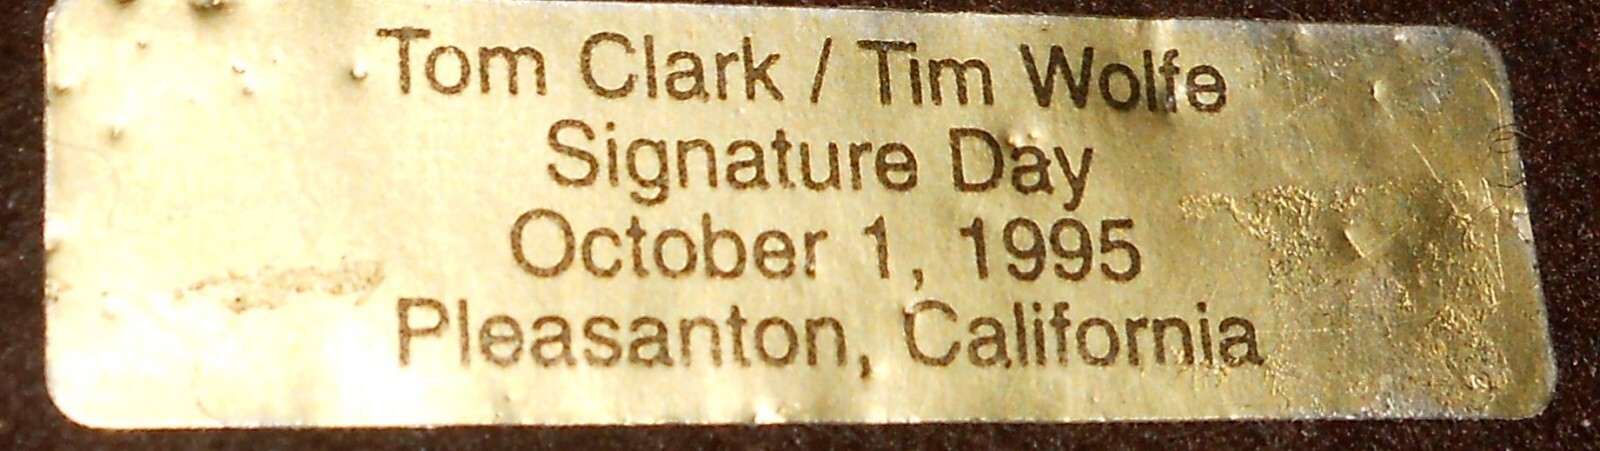 Tom Clark / Tim Wolfe
Signature Day
October 1, 1995
Pleasanton, California